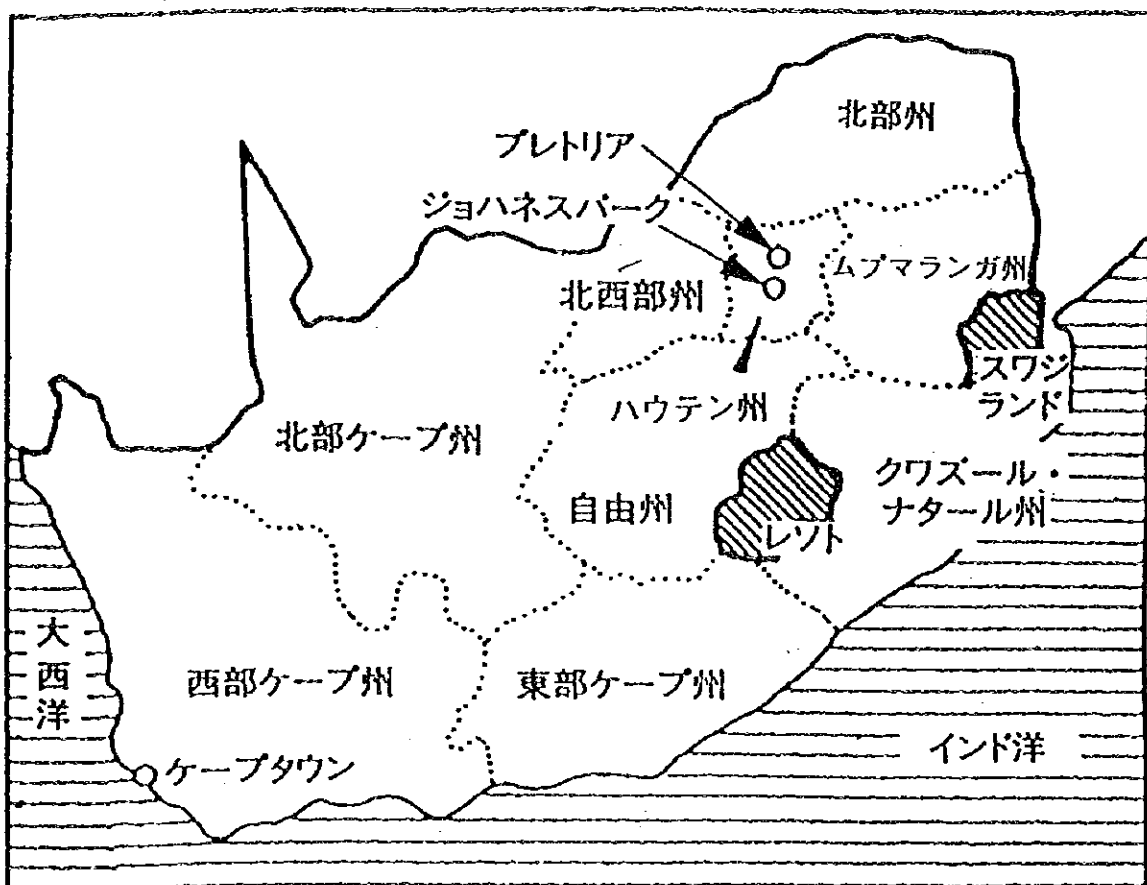 北部州
プレトリア
ジョハネスバーク
ムプマランガ州
北西部州
スワジ
ランド
ハウテン州
北部ケープ州
クワズール・
ナタール州
自由州
レソト
大西洋
西部ケープ州
東部ケープ州
インド洋
ケープタウン